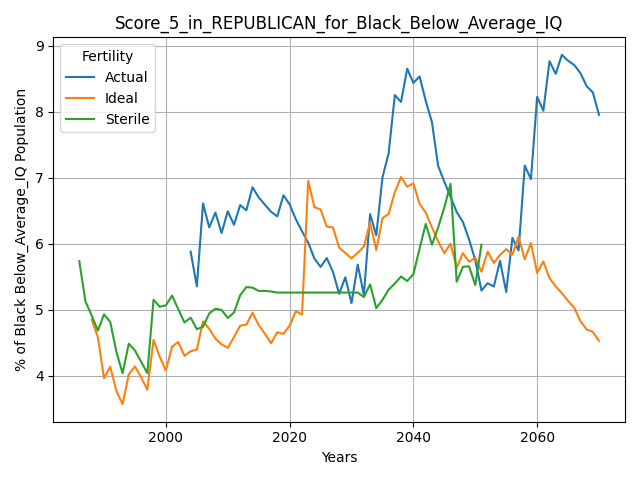 Score_5_in_REPUBLICAN_for_Black_Below_Average_IQ
% of Black Below_Average_IQ Population
9
8
7
6
5
4
Fertility
Actual
Ideal
Sterile
2000
2020
2040
2060
Years